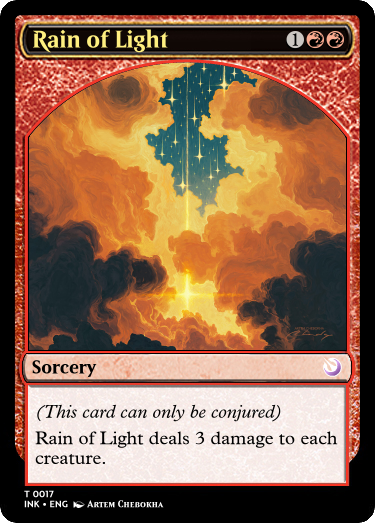 Rain of Light 1
Sorcery
(This card can only be conjured)
Rain of Light deals 3 damage to each
creature.
T 0017
INK • ENG Artem Chebokha